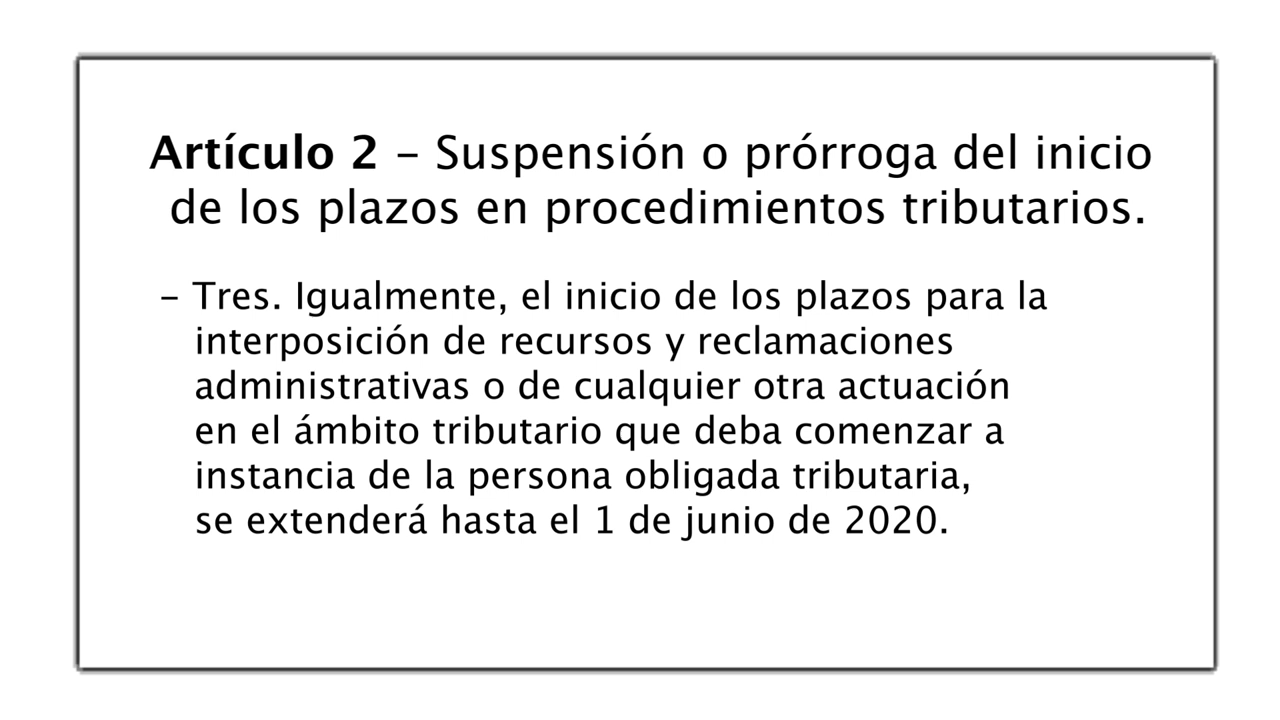 Artículo 2 – Suspensión o prórroga del inicio
de los plazos en procedimientos tributarios.
– Tres. Igualmente, el inicio de los plazos para la
interposición de recursos y reclamaciones
administrativas o de cualquier otra actuación
en el ámbito tributario que deba comenzar a
instancia de la persona obligada tributaria,
se extenderá hasta el 1 de junio de 2020.